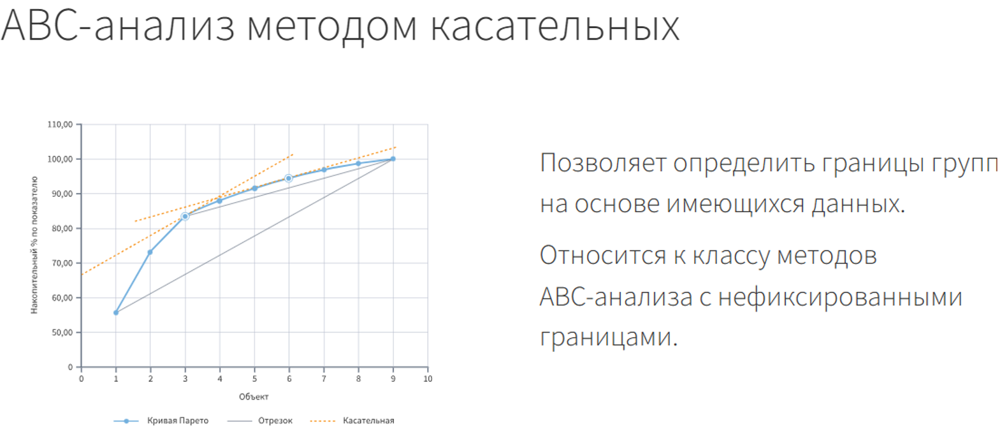 АВС-анализ методом касательных
Позволяет определить границы групп
на основе имеющихся данных.
Относится к классу методов
АВС-анализа с нефиксированными
границами.
Накопительный % по показателю
110,00
100,00
90,00
80,00
70,00
60,00
50,00
0
0 1 2 3 4 5 6 7 8 9 10
Объект
Кривая Парето Отрезок Касательная